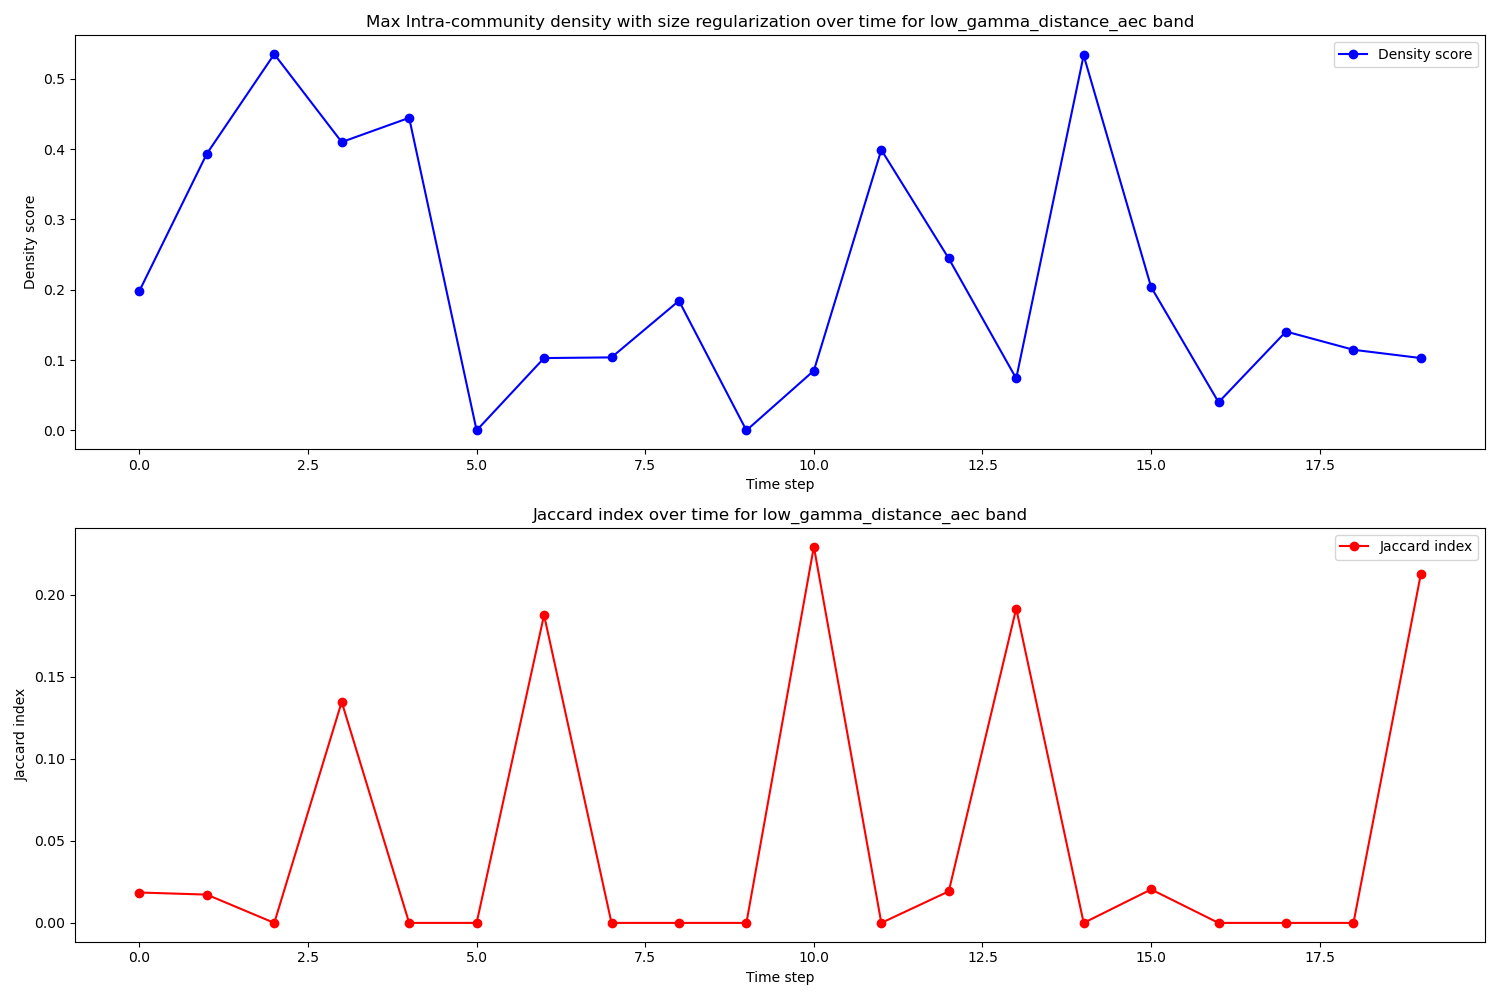 Max Intra-community density with size regularization over time for low_gamma_distance_aec band
Density score
Density score
0.5
0.4
0.3
0.2
0.1
0.0
0.0 2.5 5.0 7.5 10.0 12.5 15.0 17.5
Time step
Jaccard index over time for low_gamma_distance_aec band
Jaccard index
Jaccard index
0.20
0.15
0.10
0.05
0.00
0.0 2.5 5.0 7.5 10.0 12.5 15.0 17.5
Time step